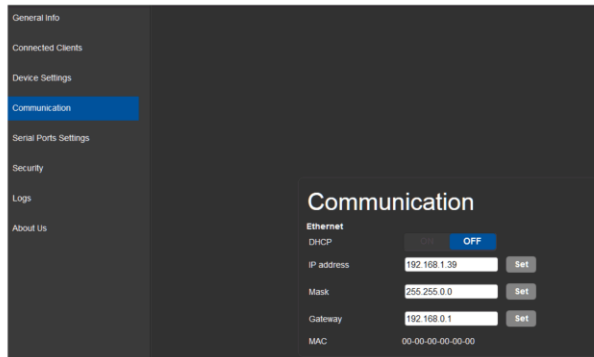 General Info
Connected Clients
Device Settings
Communication
Serial Ports Settings
Security
Logs
About Us
Communication
Ethernet
DHCP ON OFF
IP address 192.168.1.39 Set
Mask 255.255.0.0 Set
Gateway 192.168.0.1 Set
MAC 00-00-00-00-00-00